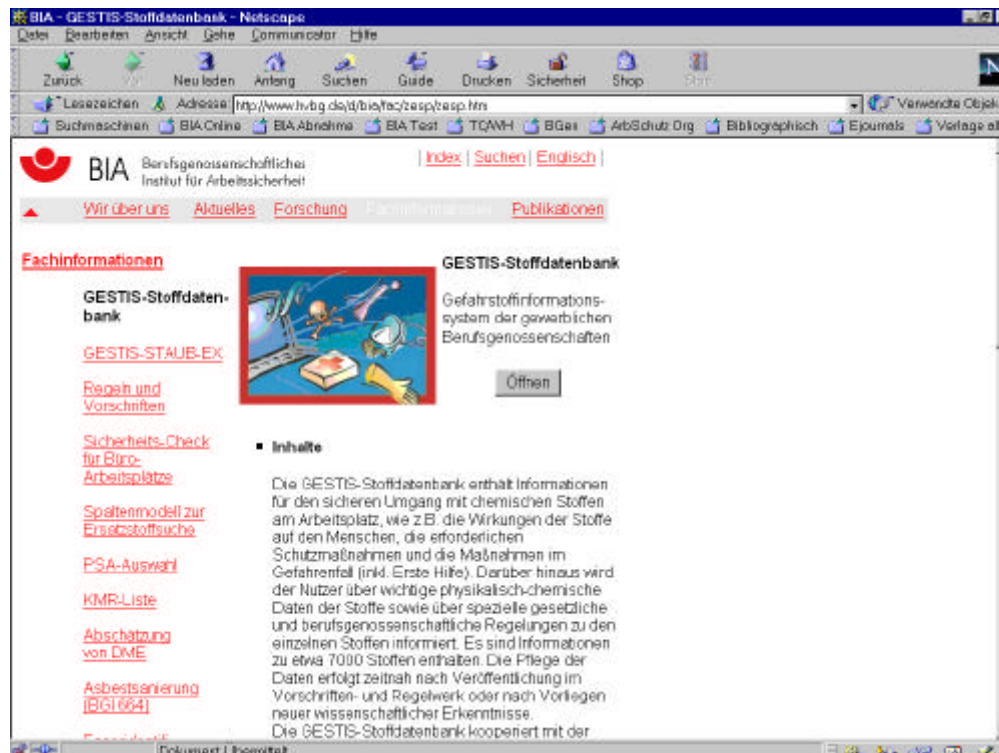 BIA - GESTIS-Stoffdatenbank - Netscape
Datei Bearbeiten Ansicht Gehe Communicator Hilfe
Zurück Vor Neu laden Anfang Suchen Guide Drucken Sicherheit Shop Stop
Lesezeichen Adresse: http://www.hvbg.de/d/bia/fac/zesp/zesp.htm Verwandte Objek
Suchmaschinen BIA Online BIA Abnahme BIA Test BGen ArbSchutz Org Bibliographisch Ejournals Verlage al
BIA Berufsgenossenschaftliches
Institut für Arbeitssicherheit
| Index | Suchen | Englisch |
Wir über uns Aktuelles Forschung Fachinformationen Publikationen
Fachinformationen
GESTIS-Stoffdaten-
bank
GESTIS-STAUB-EX
Regeln und
Vorschriften
Sicherheits-Check
für Büro-
Arbeitsplätze
Spaltenmodell zur
Ersatzstoffsuche
PSA-Auswahl
KMR-Liste
Abschätzung
von DME
Asbestsanierung
(BGI 664)
GESTIS-Stoffdatenbank
Gefahrstoffinformations-
system der gewerblichen
Berufsgenossenschaften
Öffnen
Inhalte
Die GESTIS-Stoffdatenbank enthält Informationen
für den sicheren Umgang mit chemischen Stoffen
am Arbeitsplatz, wie z.B. die Wirkungen der Stoffe
auf den Menschen, die erforderlichen
Schutzmaßnahmen und die Maßnahmen im
Gefahrenfall (inkl. Erste Hilfe). Darüber hinaus wird
der Nutzer über wichtige physikalisch-chemische
Daten der Stoffe sowie über spezielle gesetzliche
und berufsgenossenschaftliche Regelungen zu den
einzelnen Stoffen informiert. Es sind Informationen
zu etwa 7000 Stoffen enthalten. Die Pflege der
Daten erfolgt zeitnah nach Veröffentlichung im
Vorschriften- und Regelwerk oder nach Vorliegen
neuer wissenschaftlicher Erkenntnisse.
Die GESTIS-Stoffdatenbank kooperiert mit der
Dokument Übermittelt